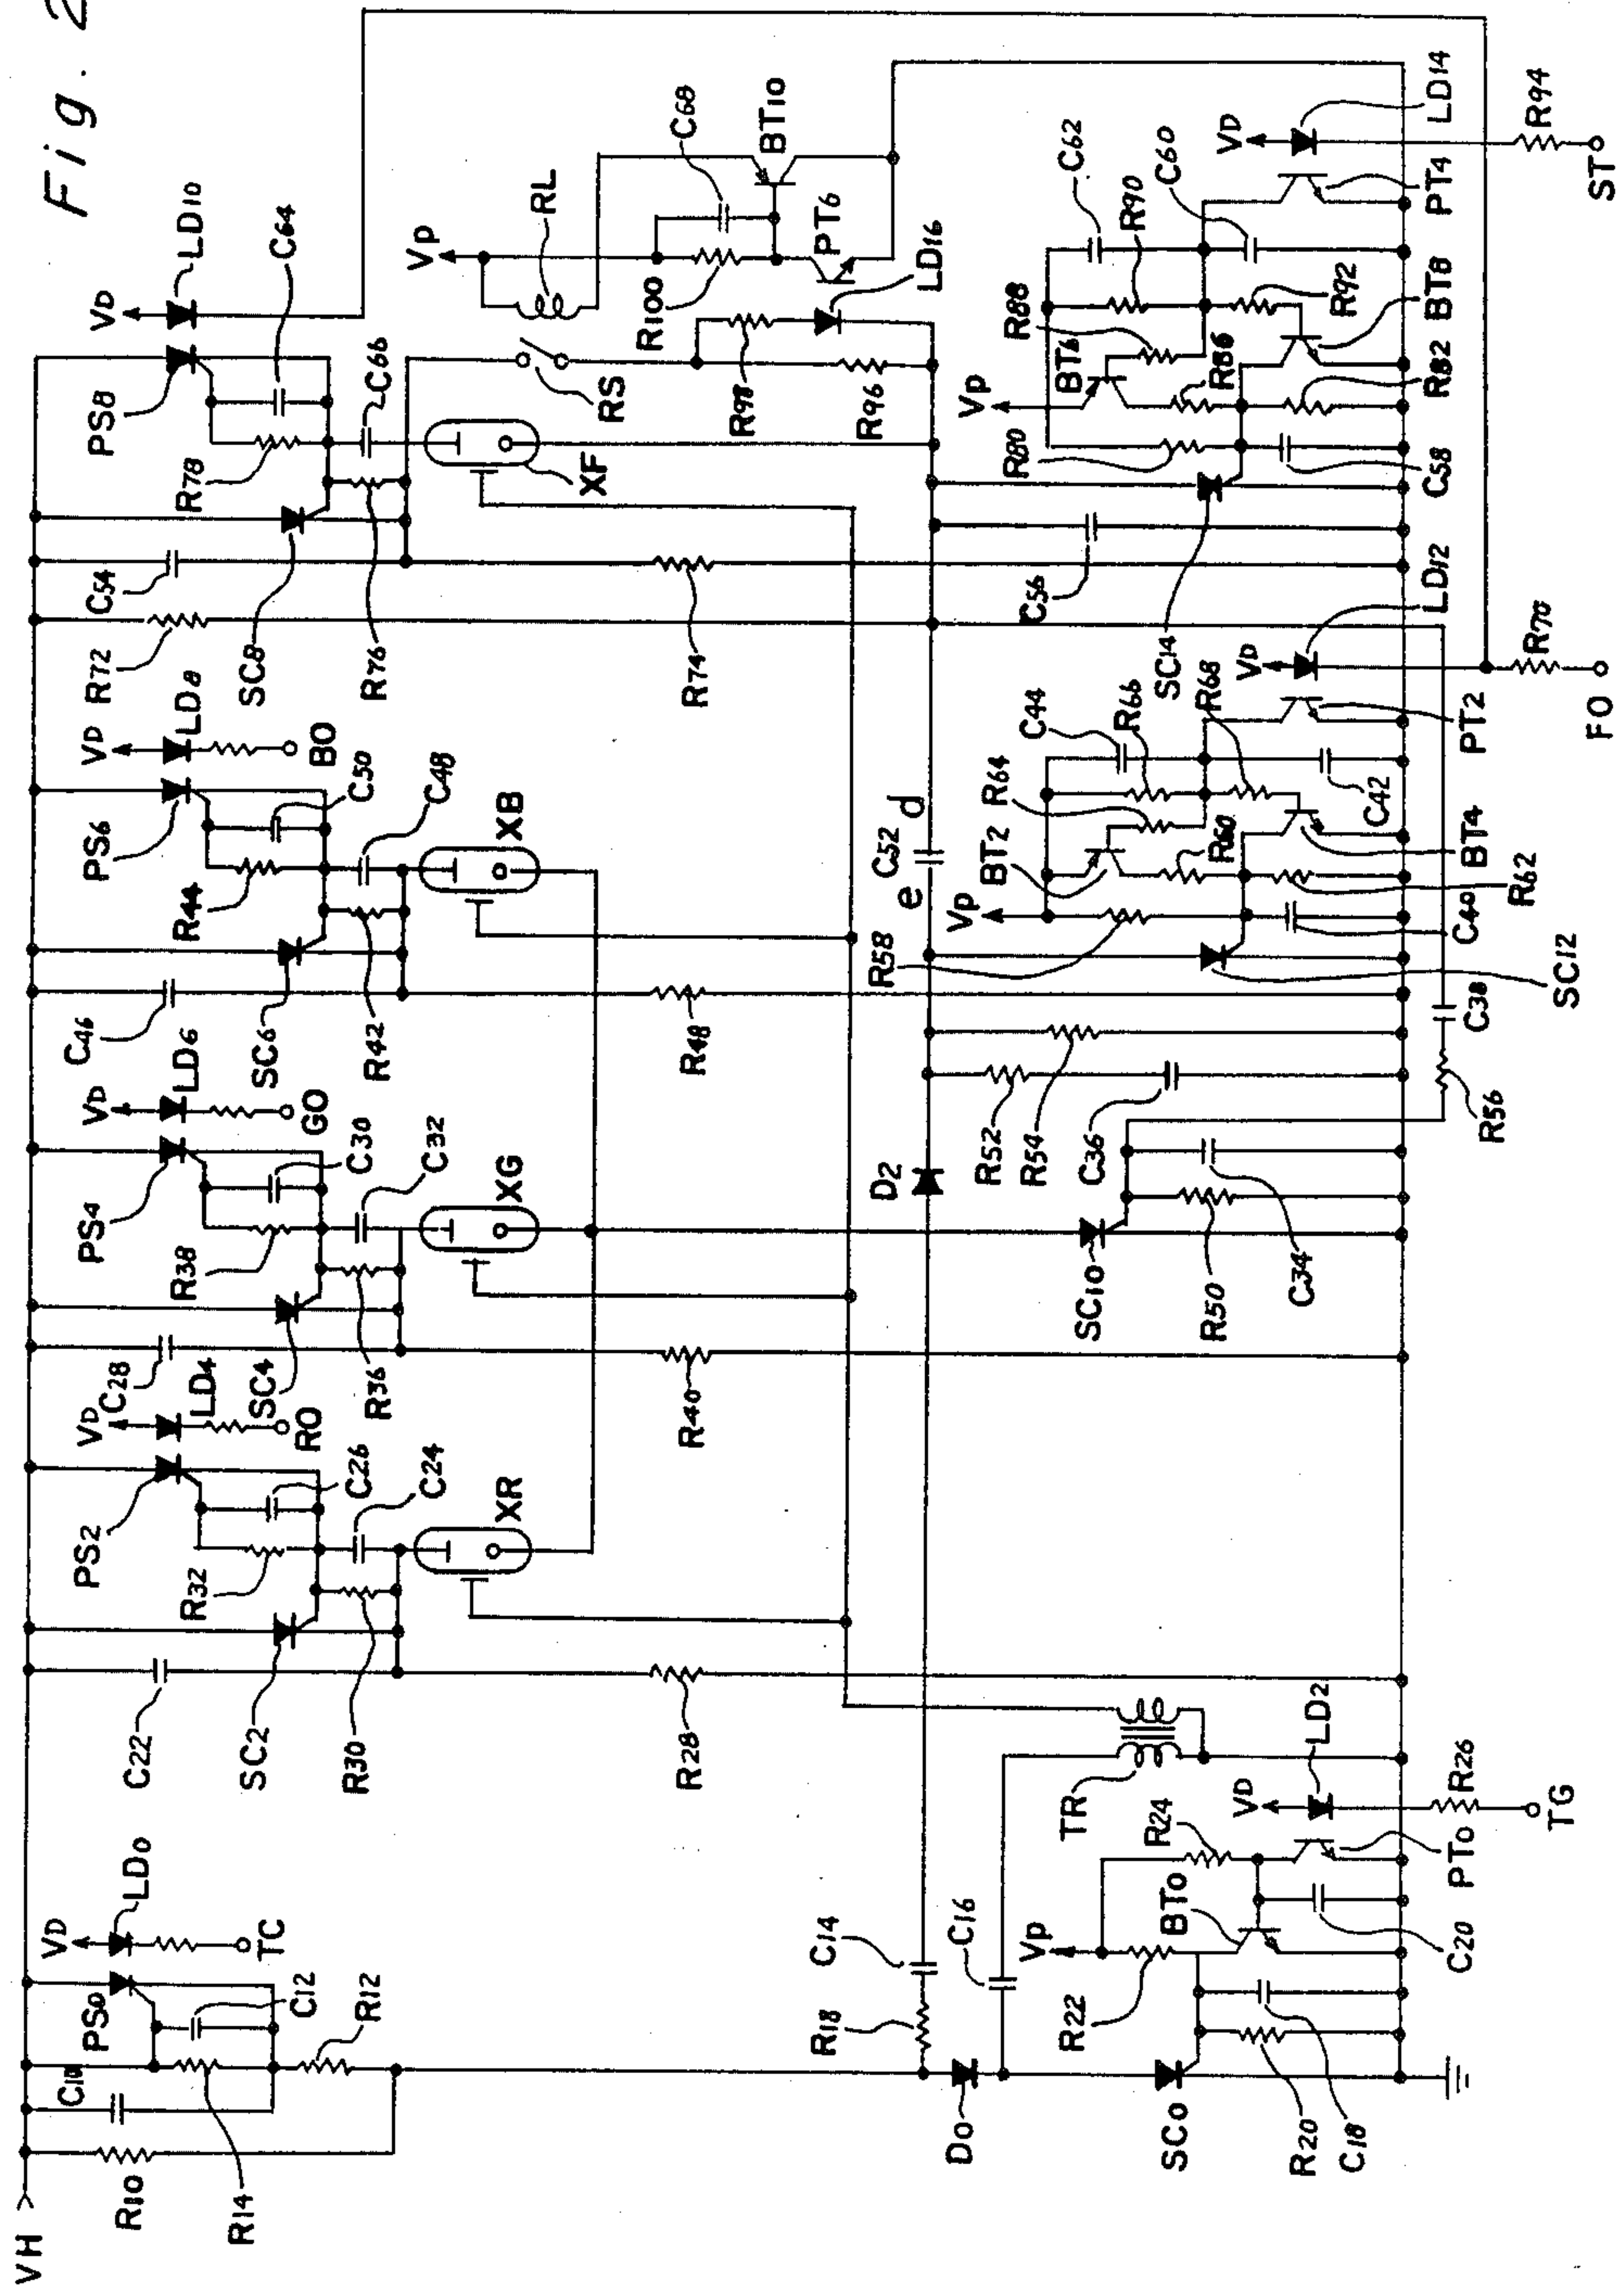 Fig. 2
VH
R10
R14
C10
PS0
VD
LD0
TC
C12
R12
C22
SC2
R30
R32
PS2
VD
LD4
RO
C26
C24
XR
R28
C28
SC4
R36
R38
PS4
VD
LD6
GO
C30
C32
XG
R40
C46
SC6
R42
R44
PS6
VD
LD8
BO
C50
C48
XB
R48
R72
C54
SC8
R76
R78
PS8
VD
LD10
C64
C66
XF
R74
RS
R98
R96
LD16
Vp
RL
R100
C68
PT6
BT10
D0
R18
C14
C16
SC0
R20
C18
R22
Vp
BT0
R24
C20
PT0
TR
VD
LD2
R26
TG
D2
SC10
R50
C34
R52
R54
C36
R56
C38
e
C52
d
R58
Vp
BT2
R64
C44
R66
R68
R60
SC12
C40
R62
BT4
C42
PT2
VD
LD12
R70
FO
C56
SC14
R80
Vp
BT6
R88
R86
C62
R90
C60
C58
R82
BT8
R92
PT4
VD
LD14
R94
ST